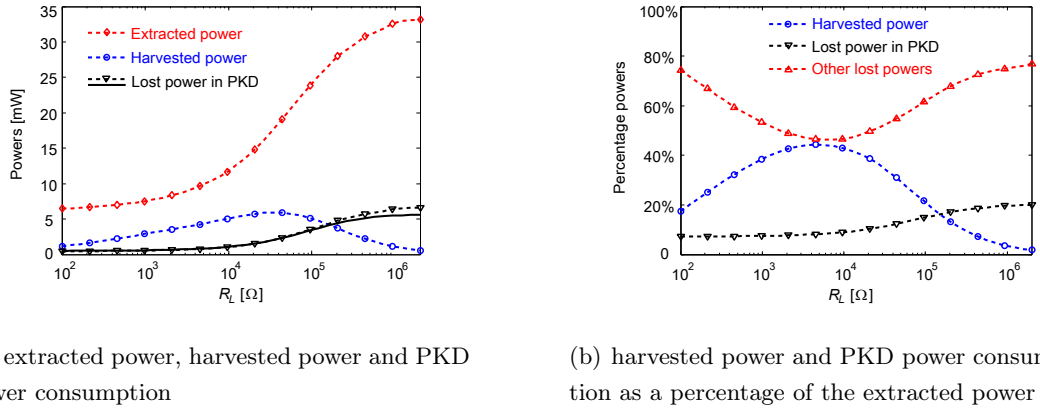 35
30
25
20
15
10
5
0
Powers [mW]
Extracted power
Harvested power
Lost power in PKD
10^2
10^3
10^4
10^5
10^6
R_L [Ω]
100%
80%
60%
40%
20%
0
Percentage powers
Harvested power
Lost power in PKD
Other lost powers
10^2
10^3
10^4
10^5
10^6
R_L [Ω]
extracted power, harvested power and PKD
wer consumption
(b) harvested power and PKD power consum
tion as a percentage of the extracted power